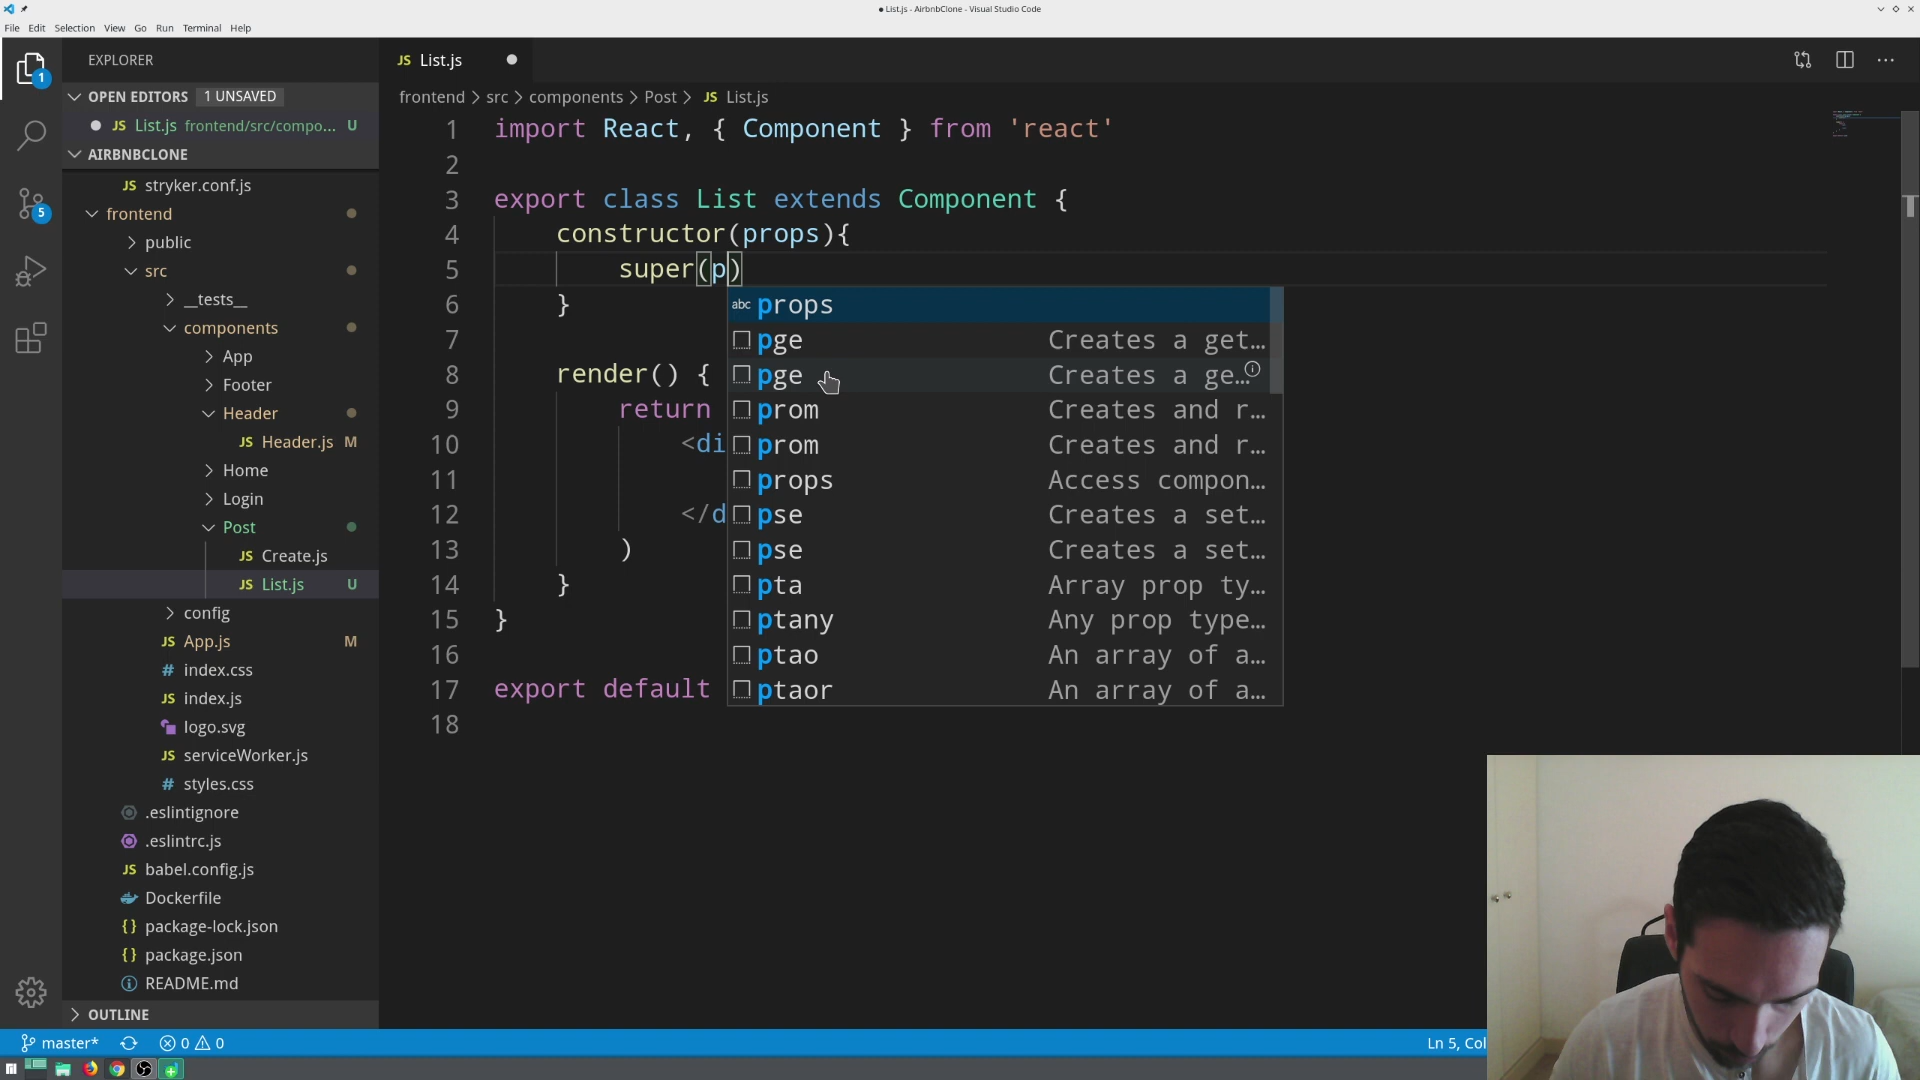 List.js - AirbnbClone - Visual Studio Code
File Edit Selection View Go Run Terminal Help
EXPLORER
OPEN EDITORS 1 UNSAVED
JS List.js frontend/src/compo... U
AIRBNBCLONE
JS stryker.conf.js
frontend
public
src
__tests__
components
App
Footer
Header
JS Header.js M
Home
Login
Post
JS Create.js
JS List.js U
config
JS App.js M
# index.css
JS index.js
logo.svg
JS serviceWorker.js
# styles.css
.eslintignore
.eslintrc.js
JS babel.config.js
Dockerfile
{} package-lock.json
{} package.json
README.md
OUTLINE
1
5
JS List.js
frontend > src > components > Post > JS List.js
1 import React, { Component } from 'react'
2
3 export class List extends Component {
4 constructor(props){
5 super(p)
6 }
7
8 render() {
9 return
10 <di
11
12 </d
13 )
14 }
15 }
16
17 export default
18
abc props
pge Creates a get…
pge Creates a ge…
prom Creates and r…
prom Creates and r…
props Access compon…
pse Creates a set…
pse Creates a set…
pta Array prop ty…
ptany Any prop type…
ptao An array of a…
ptaor An array of a…
master* 0 0
Ln 5, Col